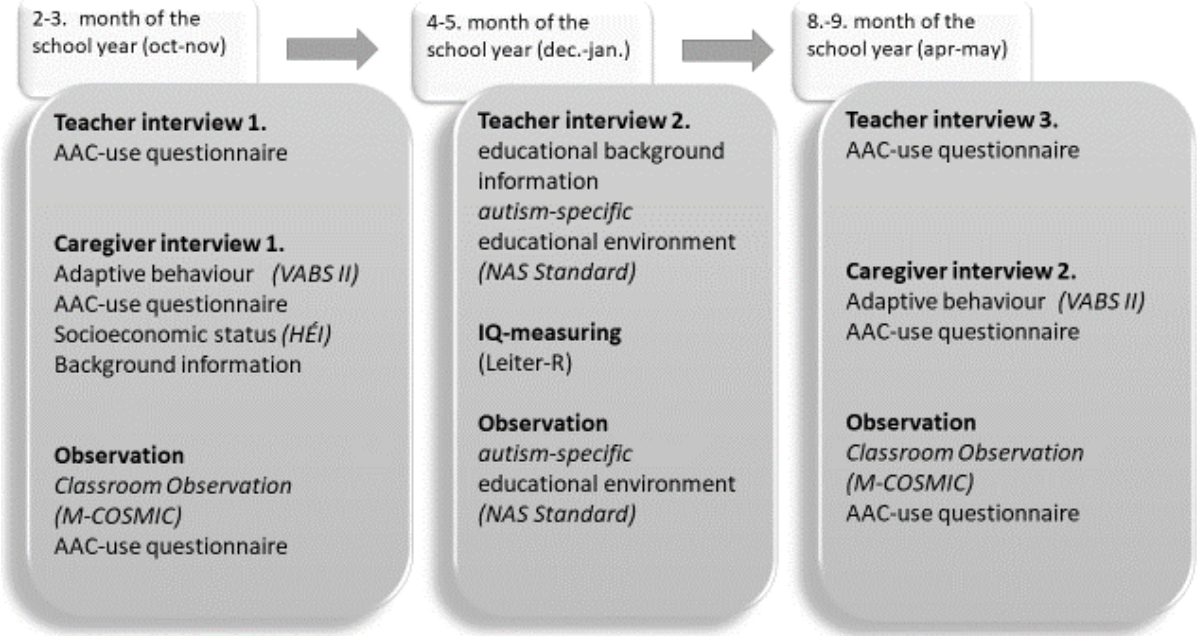 2-3. month of the
school year (oct-nov)
4-5. month of the
school year (dec.-jan.)
8.-9. month of the
school year (apr-may)
Teacher interview 1.
AAC-use questionnaire
Caregiver interview 1.
Adaptive behaviour (VABS II)
AAC-use questionnaire
Socioeconomic status (HÉI)
Background information
Observation
Classroom Observation
(M-COSMIC)
AAC-use questionnaire
Teacher interview 2.
educational background
information
autism-specific
educational environment
(NAS Standard)
IQ-measuring
(Leiter-R)
Observation
autism-specific
educational environment
(NAS Standard)
Teacher interview 3.
AAC-use questionnaire
Caregiver interview 2.
Adaptive behaviour (VABS II)
AAC-use questionnaire
Observation
Classroom Observation
(M-COSMIC)
AAC-use questionnaire